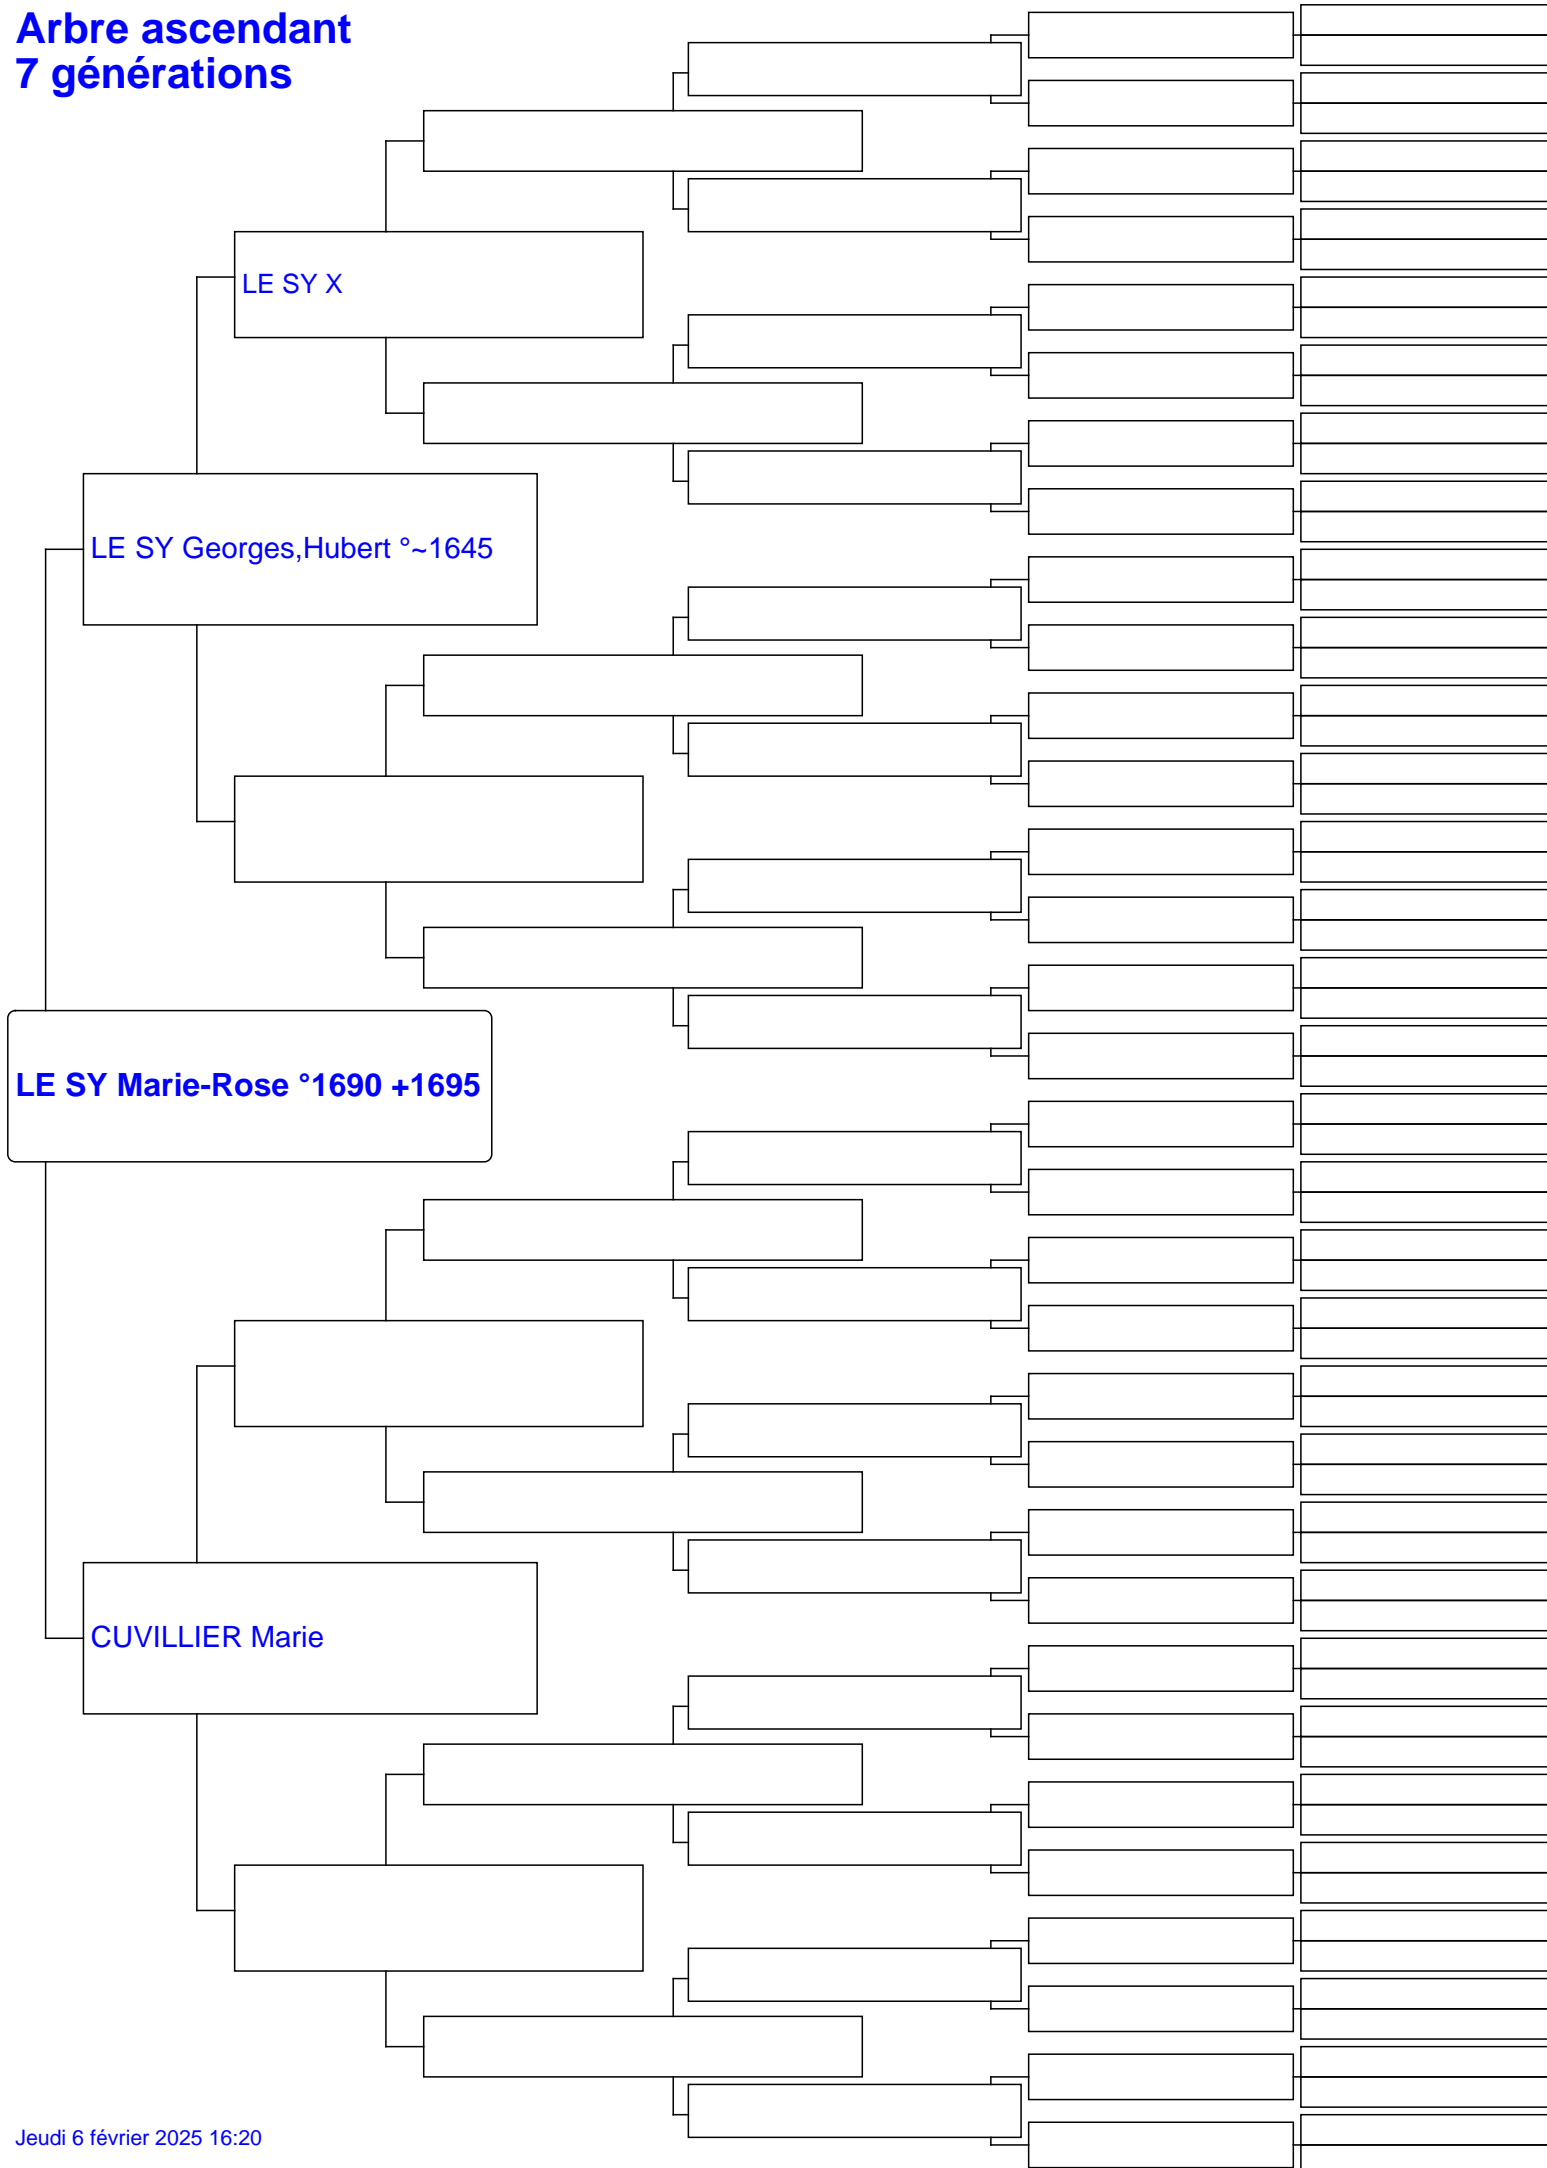 Arbre ascendant
7 générations
LE SY X
LE SY Georges,Hubert °~1645
LE SY Marie-Rose °1690 +1695
CUVILLIER Marie
Jeudi 6 février 2025 16:20